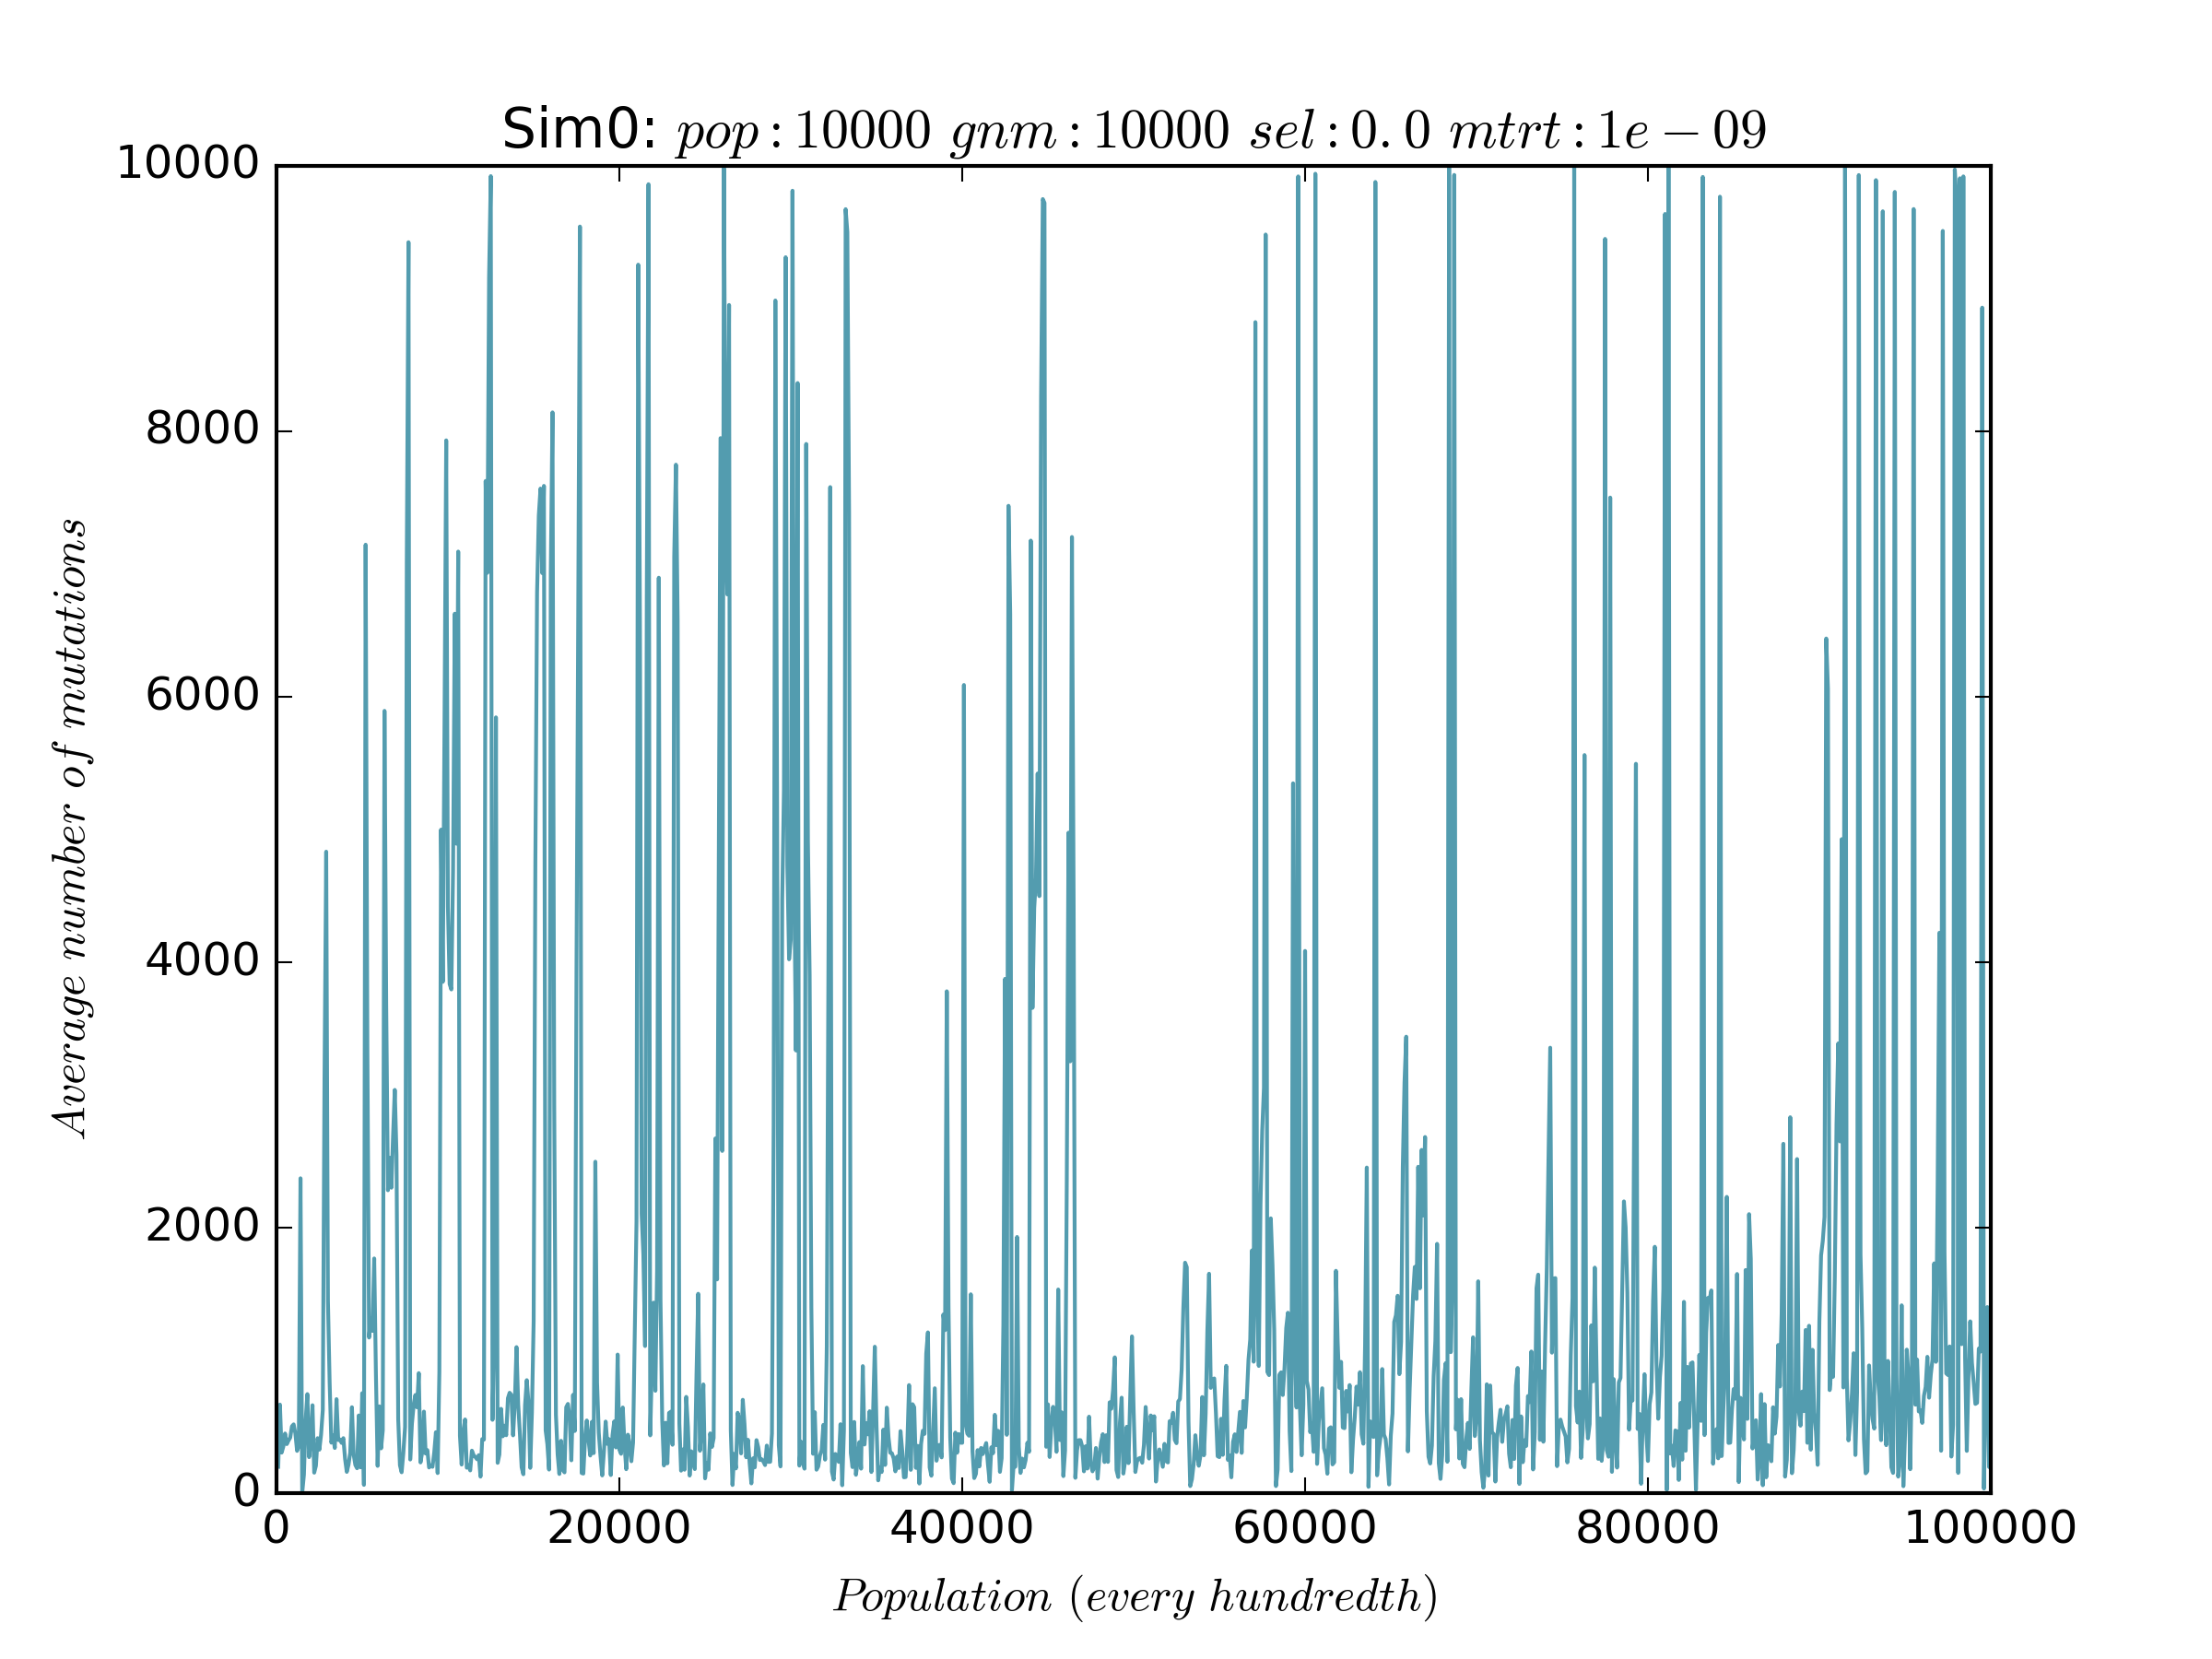 Sim0: pop : 10000 gnm : 10000 sel : 0.0 mtrt : 1e − 09
10000
8000
6000
4000
2000
0
Average number of mutations
0 20000 40000 60000 80000 100000
Population (every hundredth)